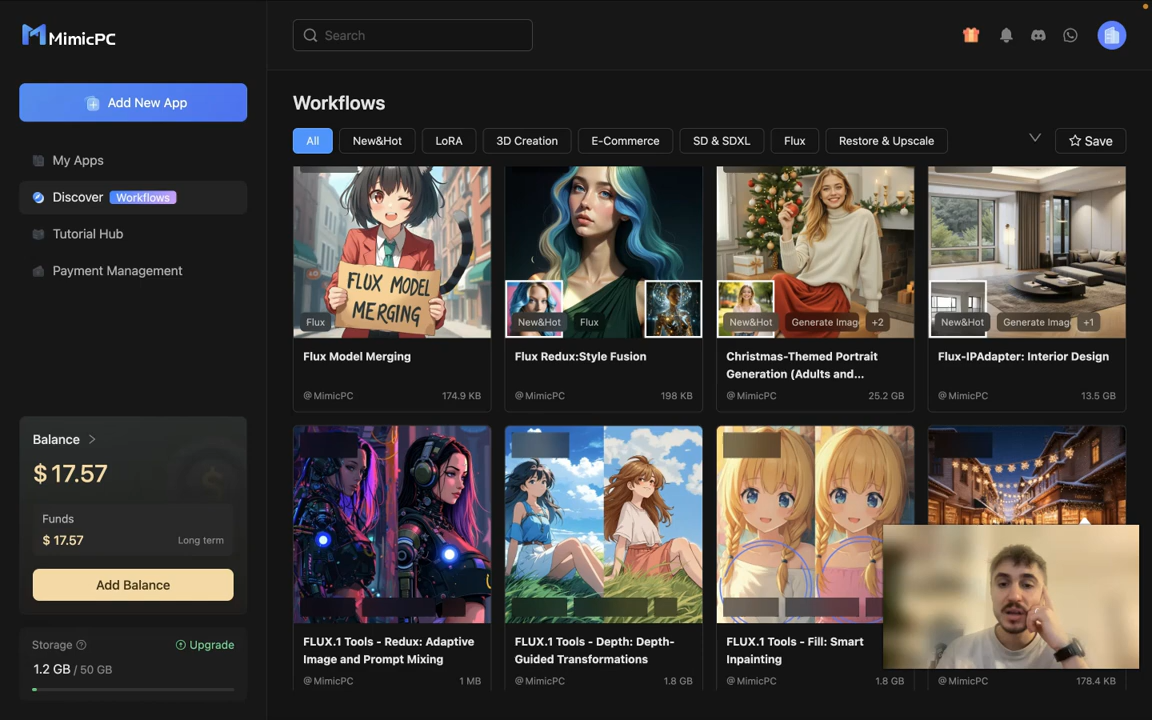 MimicPC
Search
Add New App
My Apps
Discover Workflows
Tutorial Hub
Payment Management
Balance
$ 17.57
Funds
$ 17.57
Long term
Add Balance
Storage
Upgrade
1.2 GB / 50 GB
Workflows
All
New&Hot
LoRA
3D Creation
E-Commerce
SD & SDXL
Flux
Restore & Upscale
Save
FLUX MODEL
MERGING
Flux
Flux Model Merging
@MimicPC
174.9 KB
New&Hot
Flux
Flux Redux:Style Fusion
@MimicPC
198 KB
New&Hot
Generate Imag
+2
Christmas-Themed Portrait
Generation (Adults and...
@MimicPC
25.2 GB
New&Hot
Generate Imag
+1
Flux-IPAdapter: Interior Design
@MimicPC
13.5 GB
FLUX.1 Tools - Redux: Adaptive
Image and Prompt Mixing
@MimicPC
1 MB
FLUX.1 Tools - Depth: Depth-
Guided Transformations
@MimicPC
1.8 GB
FLUX.1 Tools - Fill: Smart
Inpainting
@MimicPC
1.8 GB
@MimicPC
178.4 KB